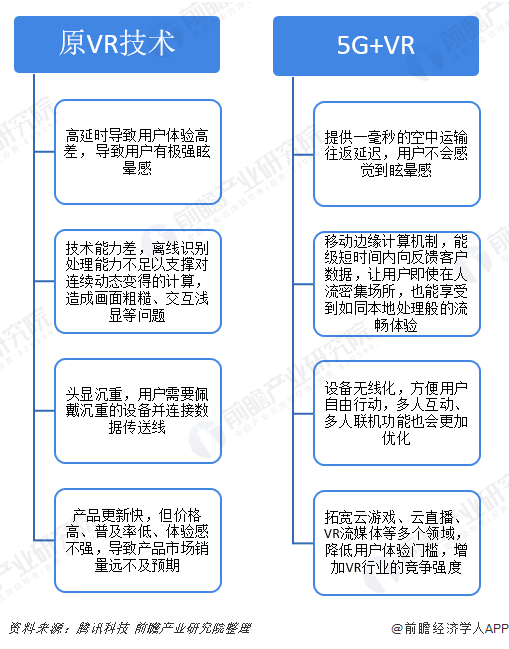 原VR技术
高延时导致用户体验高
差，导致用户有极强眩
晕感
技术能力差，离线识别
处理能力不足以支撑对
连续动态变得的计算，
造成画面粗糙、交互浅
显等问题
头显沉重，用户需要佩
戴沉重的设备并连接数
据传送线
产品更新快，但价格
高、普及率低、体验感
不强，导致产品市场销
量远不及预期
5G+VR
提供一毫秒的空中运输
往返延迟，用户不会感
觉到眩晕感
移动边缘计算机制，能
级短时间内向反馈客户
数据，让用户即使在人
流密集场所，也能享受
到如同本地处理般的流
畅体验
设备无线化，方便用户
自由行动，多人互动、
多人联机功能也会更加
优化
拓宽云游戏、云直播、
VR流媒体等多个领域，
降低用户体验门槛，增
加VR行业的竞争强度
资料来源：腾讯科技 前瞻产业研究院整理
@前瞻经济学人APP
前瞻产业研究院